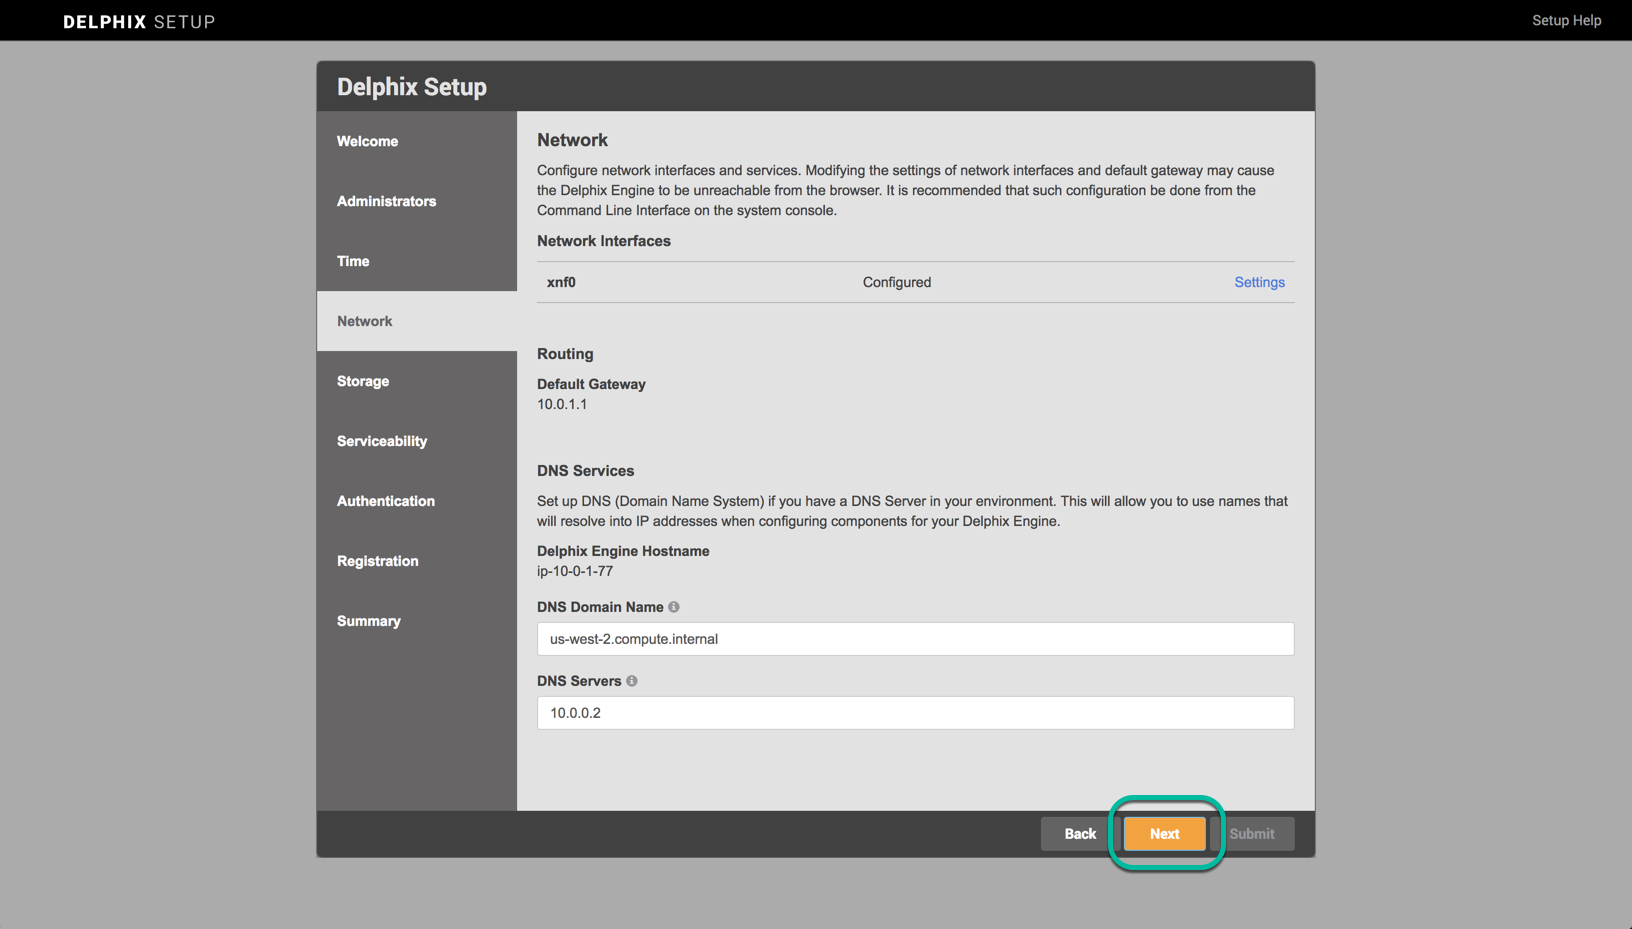 DELPHIX SETUP
Setup Help
Delphix Setup
Welcome
Administrators
Time
Network
Storage
Serviceability
Authentication
Registration
Summary
Network
Configure network interfaces and services. Modifying the settings of network interfaces and default gateway may cause
the Delphix Engine to be unreachable from the browser. It is recommended that such configuration be done from the
Command Line Interface on the system console.
Network Interfaces
xnf0 Configured Settings
Routing
Default Gateway
10.0.1.1
DNS Services
Set up DNS (Domain Name System) if you have a DNS Server in your environment. This will allow you to use names that
will resolve into IP addresses when configuring components for your Delphix Engine.
Delphix Engine Hostname
ip-10-0-1-77
DNS Domain Name
us-west-2.compute.internal
DNS Servers
10.0.0.2
Back Next Submit